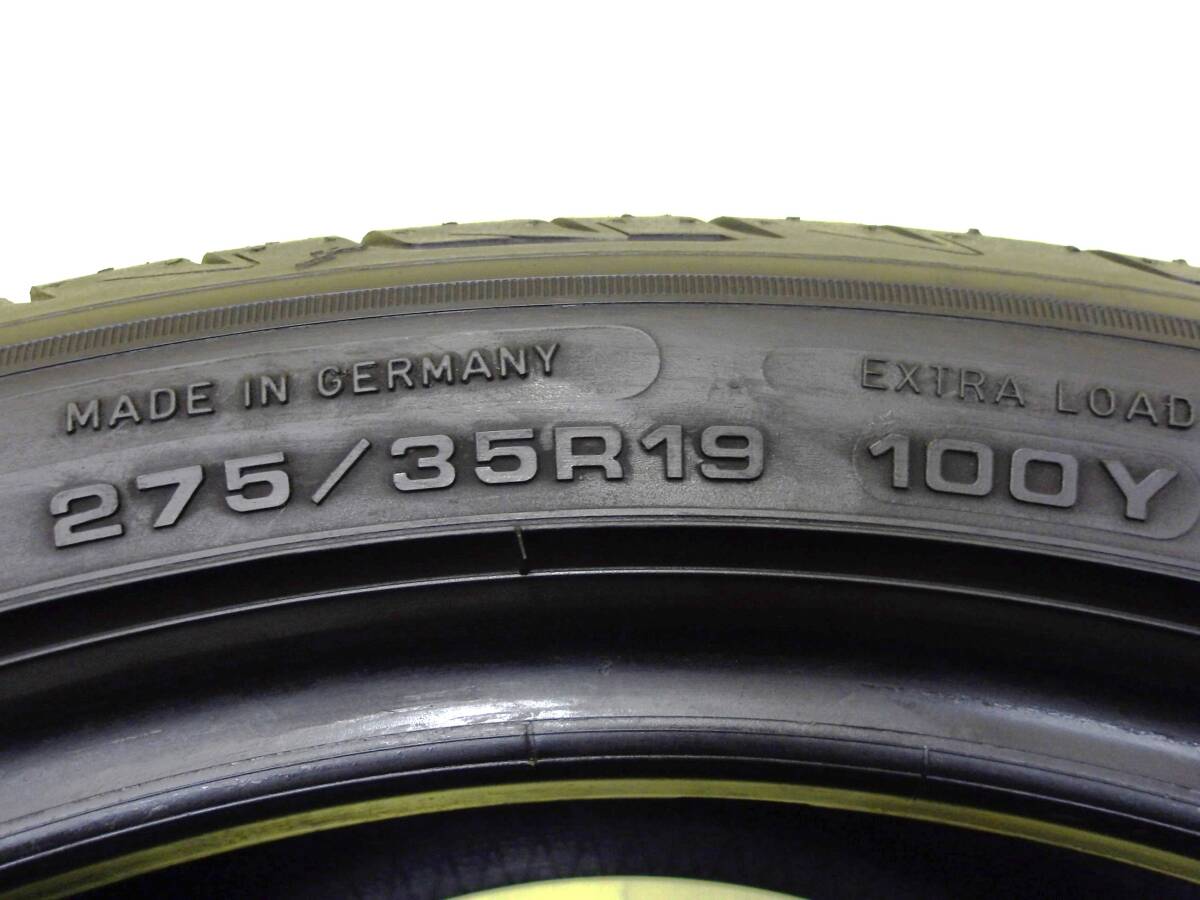 MADE IN GERMANY
EXTRA LOAD
275/35R19 100Y